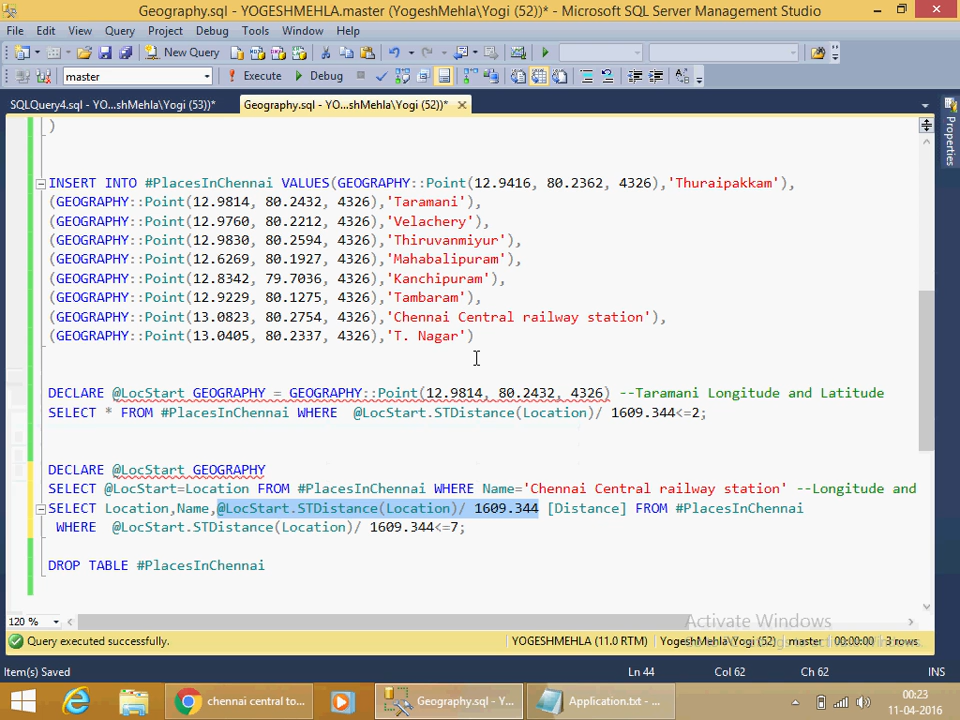 Geography.sql - YOGESHMEHLA.master (YogeshMehla\Yogi (52))* - Microsoft SQL Server Management Studio
File Edit View Query Project Debug Tools Window Help
New Query
master Execute Debug
SQLQuery4.sql - YO...shMehla\Yogi (53))* Geography.sql - YO...shMehla\Yogi (52))*
Properties
)
INSERT INTO #PlacesInChennai VALUES(GEOGRAPHY::Point(12.9416, 80.2362, 4326),'Thuraipakkam'),
(GEOGRAPHY::Point(12.9814, 80.2432, 4326),'Taramani'),
(GEOGRAPHY::Point(12.9760, 80.2212, 4326),'Velachery'),
(GEOGRAPHY::Point(12.9830, 80.2594, 4326),'Thiruvanmiyur'),
(GEOGRAPHY::Point(12.6269, 80.1927, 4326),'Mahabalipuram'),
(GEOGRAPHY::Point(12.8342, 79.7036, 4326),'Kanchipuram'),
(GEOGRAPHY::Point(12.9229, 80.1275, 4326),'Tambaram'),
(GEOGRAPHY::Point(13.0823, 80.2754, 4326),'Chennai Central railway station'),
(GEOGRAPHY::Point(13.0405, 80.2337, 4326),'T. Nagar')
DECLARE @LocStart GEOGRAPHY = GEOGRAPHY::Point(12.9814, 80.2432, 4326) --Taramani Longitude and Latitude
SELECT * FROM #PlacesInChennai WHERE @LocStart.STDistance(Location)/ 1609.344<=2;
DECLARE @LocStart GEOGRAPHY
SELECT @LocStart=Location FROM #PlacesInChennai WHERE Name='Chennai Central railway station' --Longitude and
SELECT Location,Name,@LocStart.STDistance(Location)/ 1609.344 [Distance] FROM #PlacesInChennai
WHERE @LocStart.STDistance(Location)/ 1609.344<=7;
DROP TABLE #PlacesInChennai
120 %
Activate Windows
Query executed successfully. YOGESHMEHLA (11.0 RTM) YogeshMehla\Yogi (52) master 00:00:00 3 rows
Item(s) Saved Ln 44 Col 62 Ch 62 INS
chennai central to... Geography.sql - Y... Application.txt - ...
00:23
11-04-2016